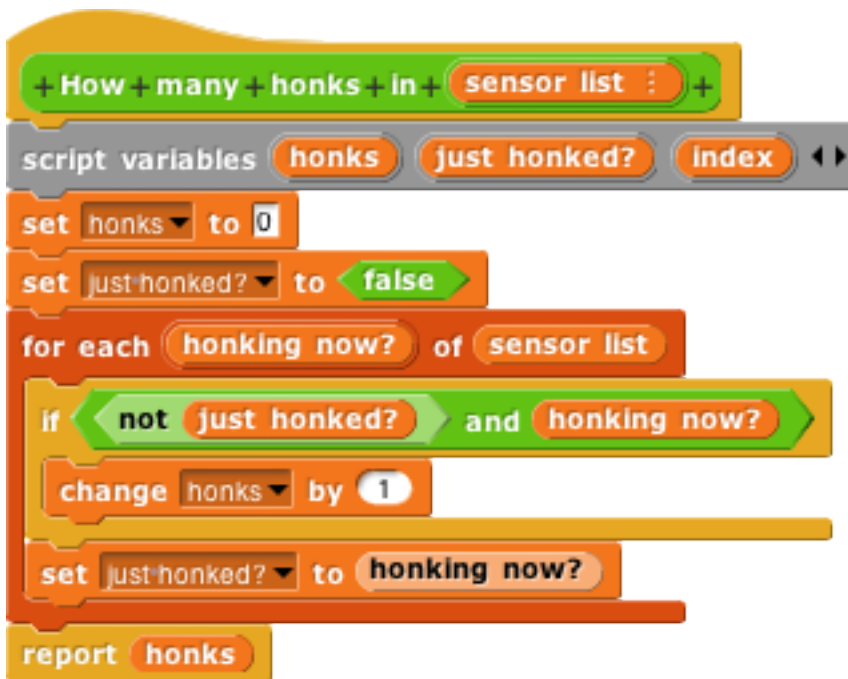 +How+many+honks+in+ sensor list ⋮ +
script variables honks just honked? index
set honks to 0
set just honked? to false
for each honking now? of sensor list
if not just honked? and honking now?
change honks by 1
set just honked? to honking now?
report honks